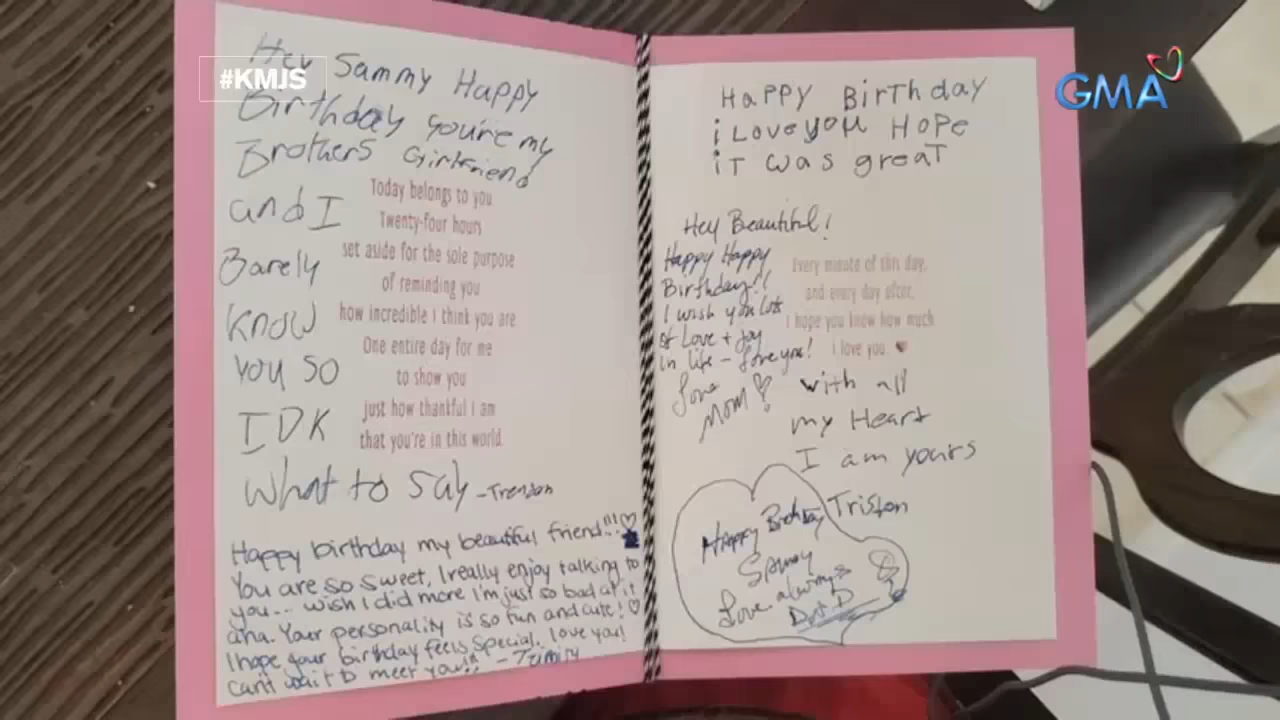 #KMJS
GMA
Hey Sammy Happy
Birthday You're my
Brothers Girlfriend
and I
Barely
Know
You SO
IDK
What to say -Trendon
Today belongs to you
Twenty-four hours
set aside for the sole purpose
of reminding you
how incredible I think you are
One entire day for me
to show you
just how thankful I am
that you're in this world.
Happy birthday my beautiful friend!!!
You are so sweet, I really enjoy talking to
you... wish I did more I'm just so bad at it
aha. Your personality is so fun and cute!
I hope your birthday feels special, love you!
can't wait to meet you!! - Trinity
Happy Birthday
i Love you Hope
it was great
Hey Beautiful!
Happy Happy
Birthday!!
I wish you lots
of Love + Joy
in life - Love you!
Love
Mom
Every minute of this day,
and every day after,
I hope you know how much
I love you.
with all
my Heart
I am yours
Triston
Happy Birthday
Sammy
Love always